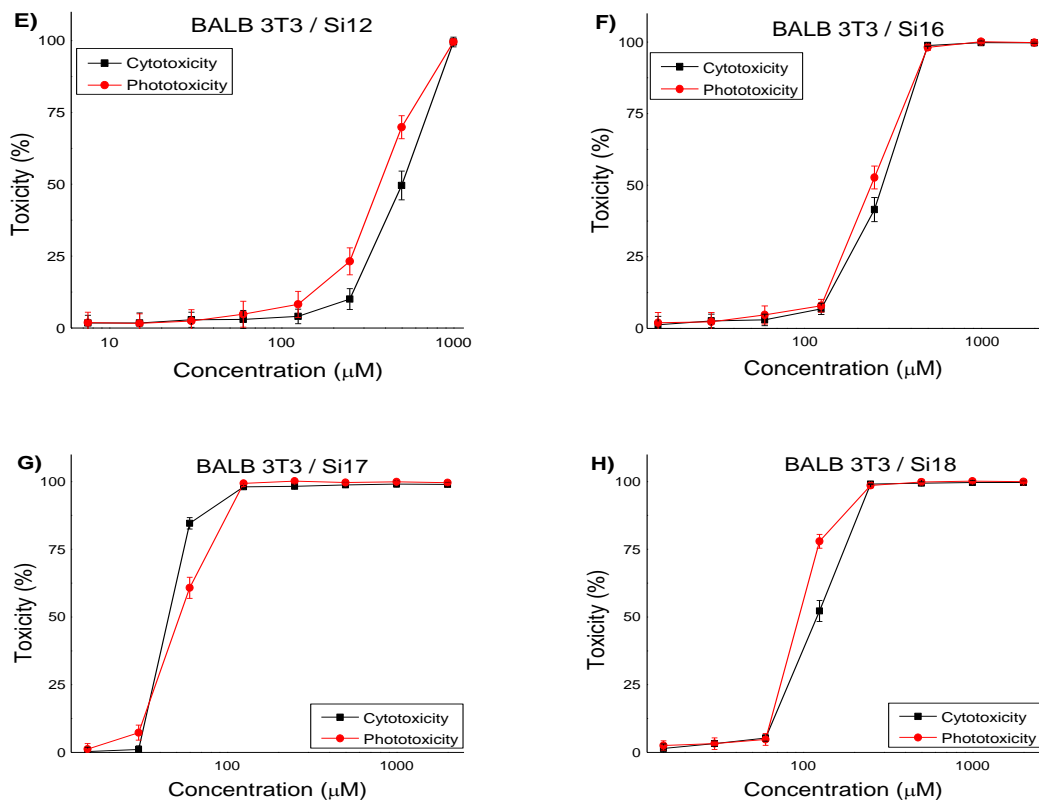 E)
BALB 3T3 / Si12
Cytotoxicity
Phototoxicity
Toxicity (%)
100
75
50
25
0
10
100
1000
Concentration (μM)
F)
BALB 3T3 / Si16
Cytotoxicity
Phototoxicity
Toxicity (%)
100
75
50
25
0
100
1000
Concentration (μM)
G)
BALB 3T3 / Si17
Toxicity (%)
100
75
50
25
0
Cytotoxicity
Phototoxicity
100
1000
Concentration (μM)
H)
BALB 3T3 / Si18
Toxicity (%)
100
75
50
25
0
Cytotoxicity
Phototoxicity
100
1000
Concentration (μM)